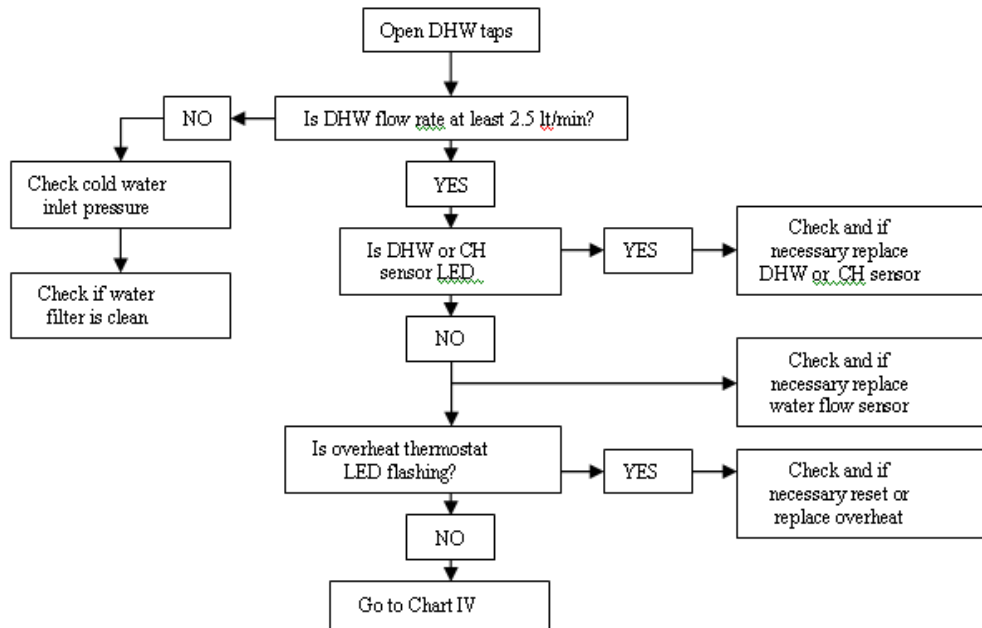 Open DHW taps
NO
Is DHW flow rate at least 2.5 lt/min?
Check cold water
inlet pressure
YES
Is DHW or CH
sensor LED
YES
Check and if
necessary replace
DHW or CH sensor
Check if water
filter is clean
NO
Check and if
necessary replace
water flow sensor
Is overheat thermostat
LED flashing?
YES
Check and if
necessary reset or
replace overheat
NO
Go to Chart IV